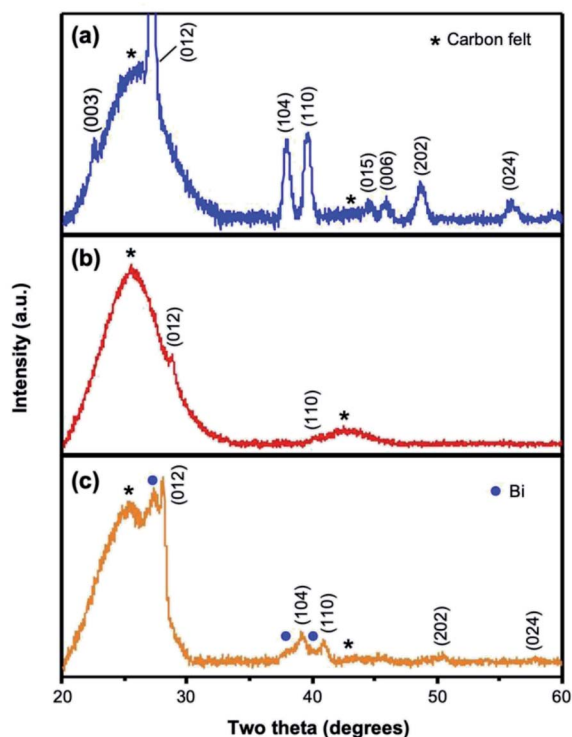 (a)
* Carbon felt
(003)
*
(012)
(104)
(110)
*
(015)
(006)
(202)
(024)
(b)
*
(012)
(110)
*
(c)
Bi
*
(012)
(104)
(110)
*
(202)
(024)
Intensity (a.u.)
20 30 40 50 60
Two theta (degrees)